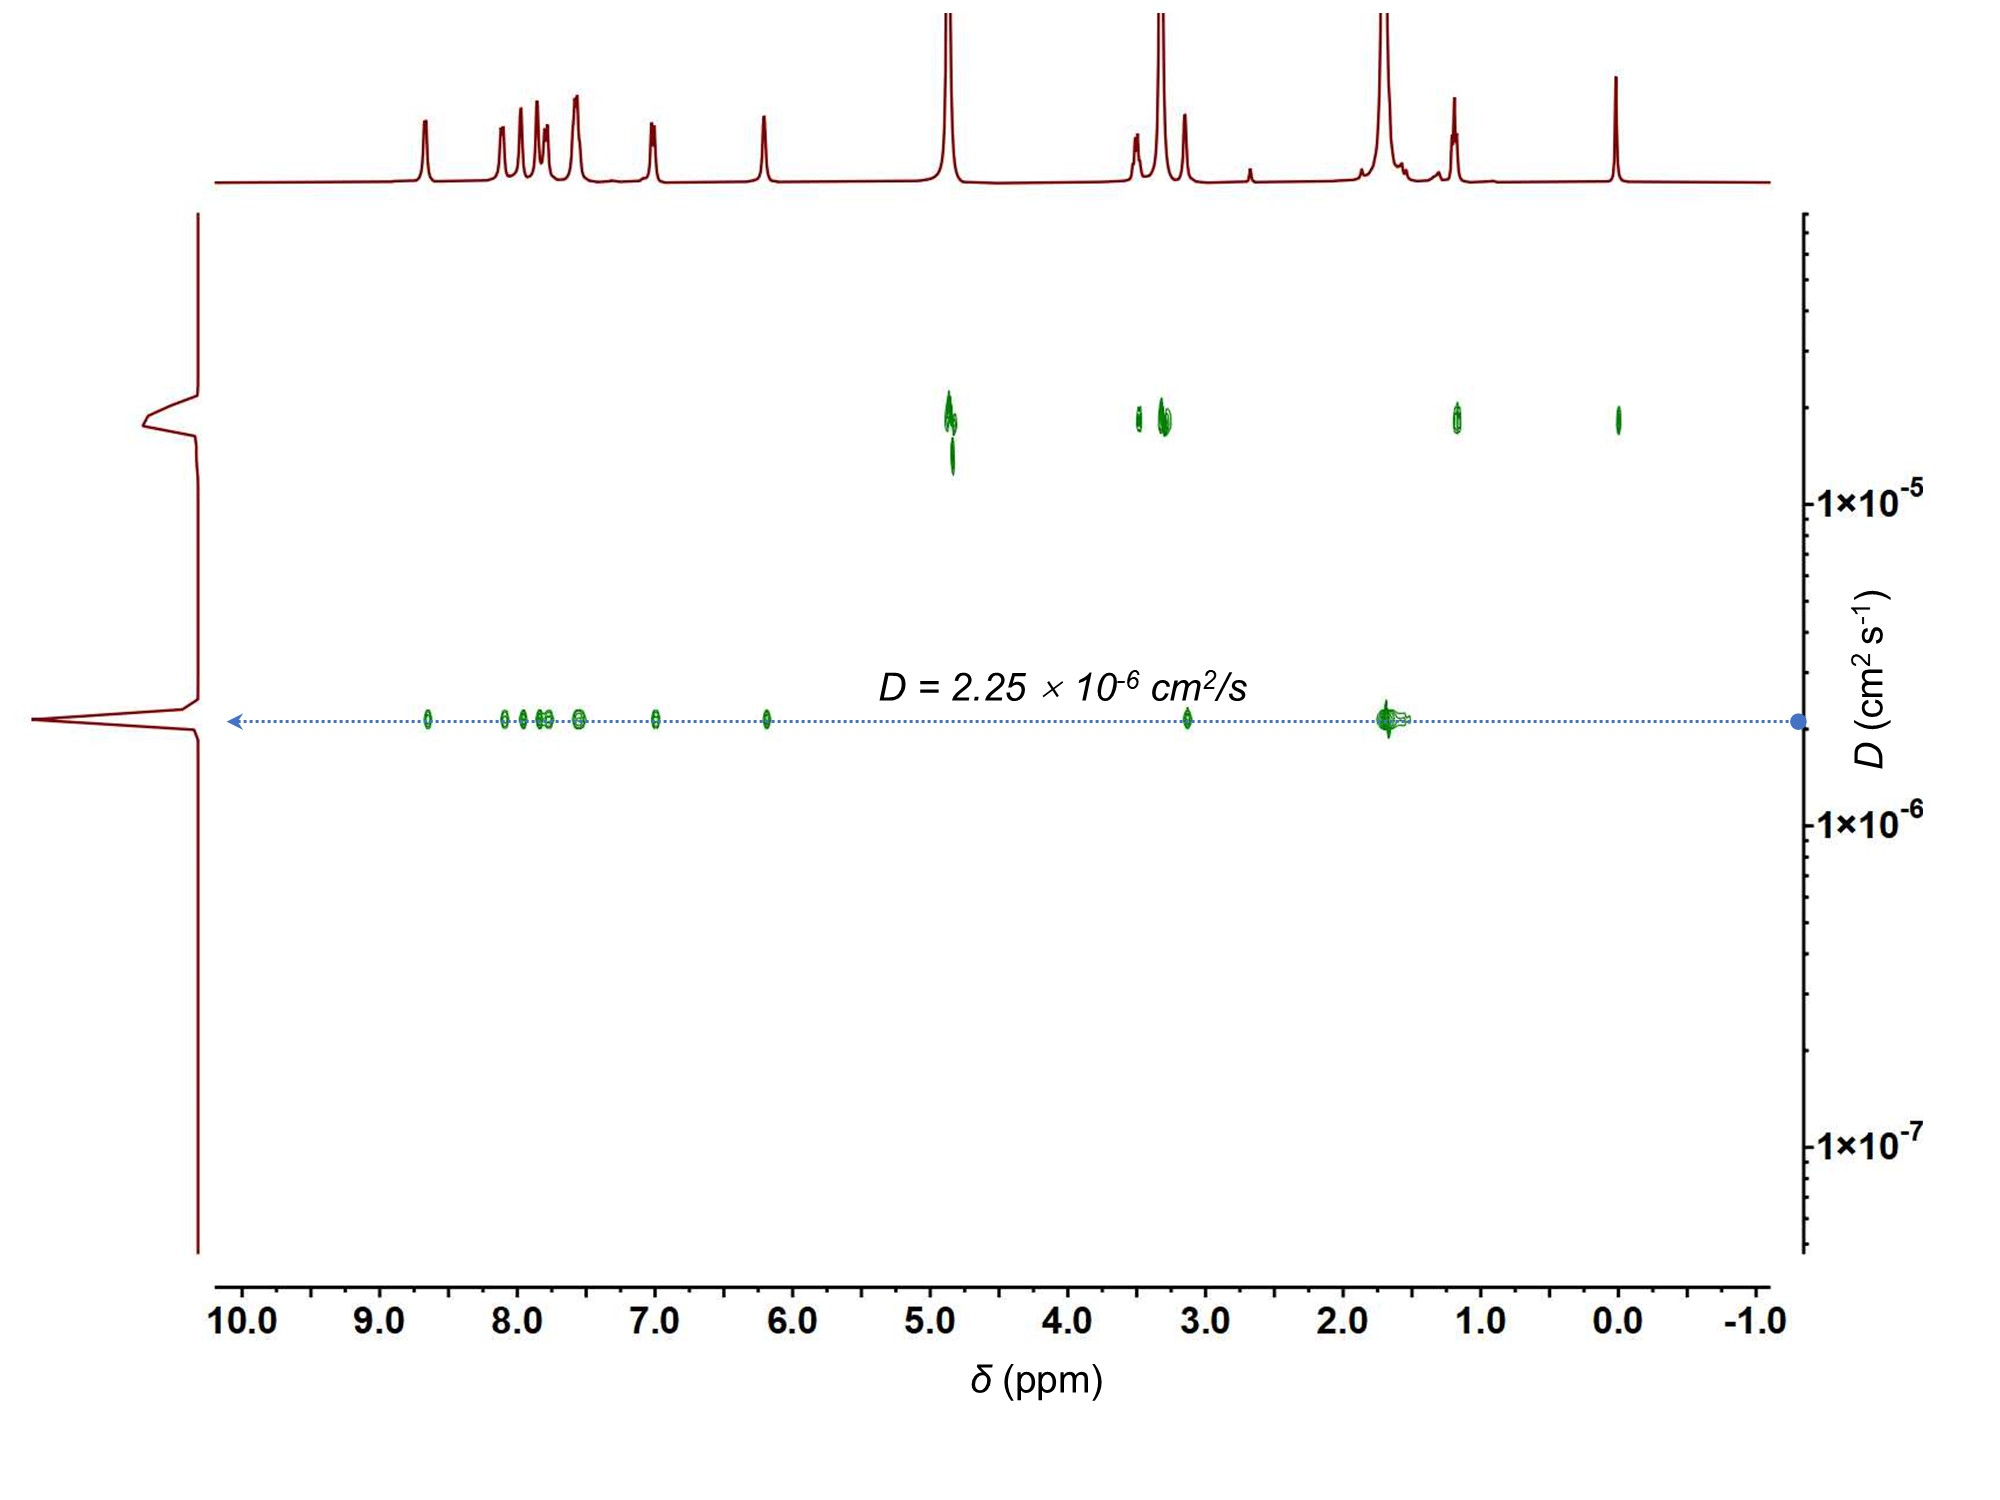 1×10-5
D = 2.25 × 10-6 cm2/s
D (cm2 s-1)
1×10-6
1×10-7
10.0 9.0 8.0 7.0 6.0 5.0 4.0 3.0 2.0 1.0 0.0 -1.0
δ (ppm)